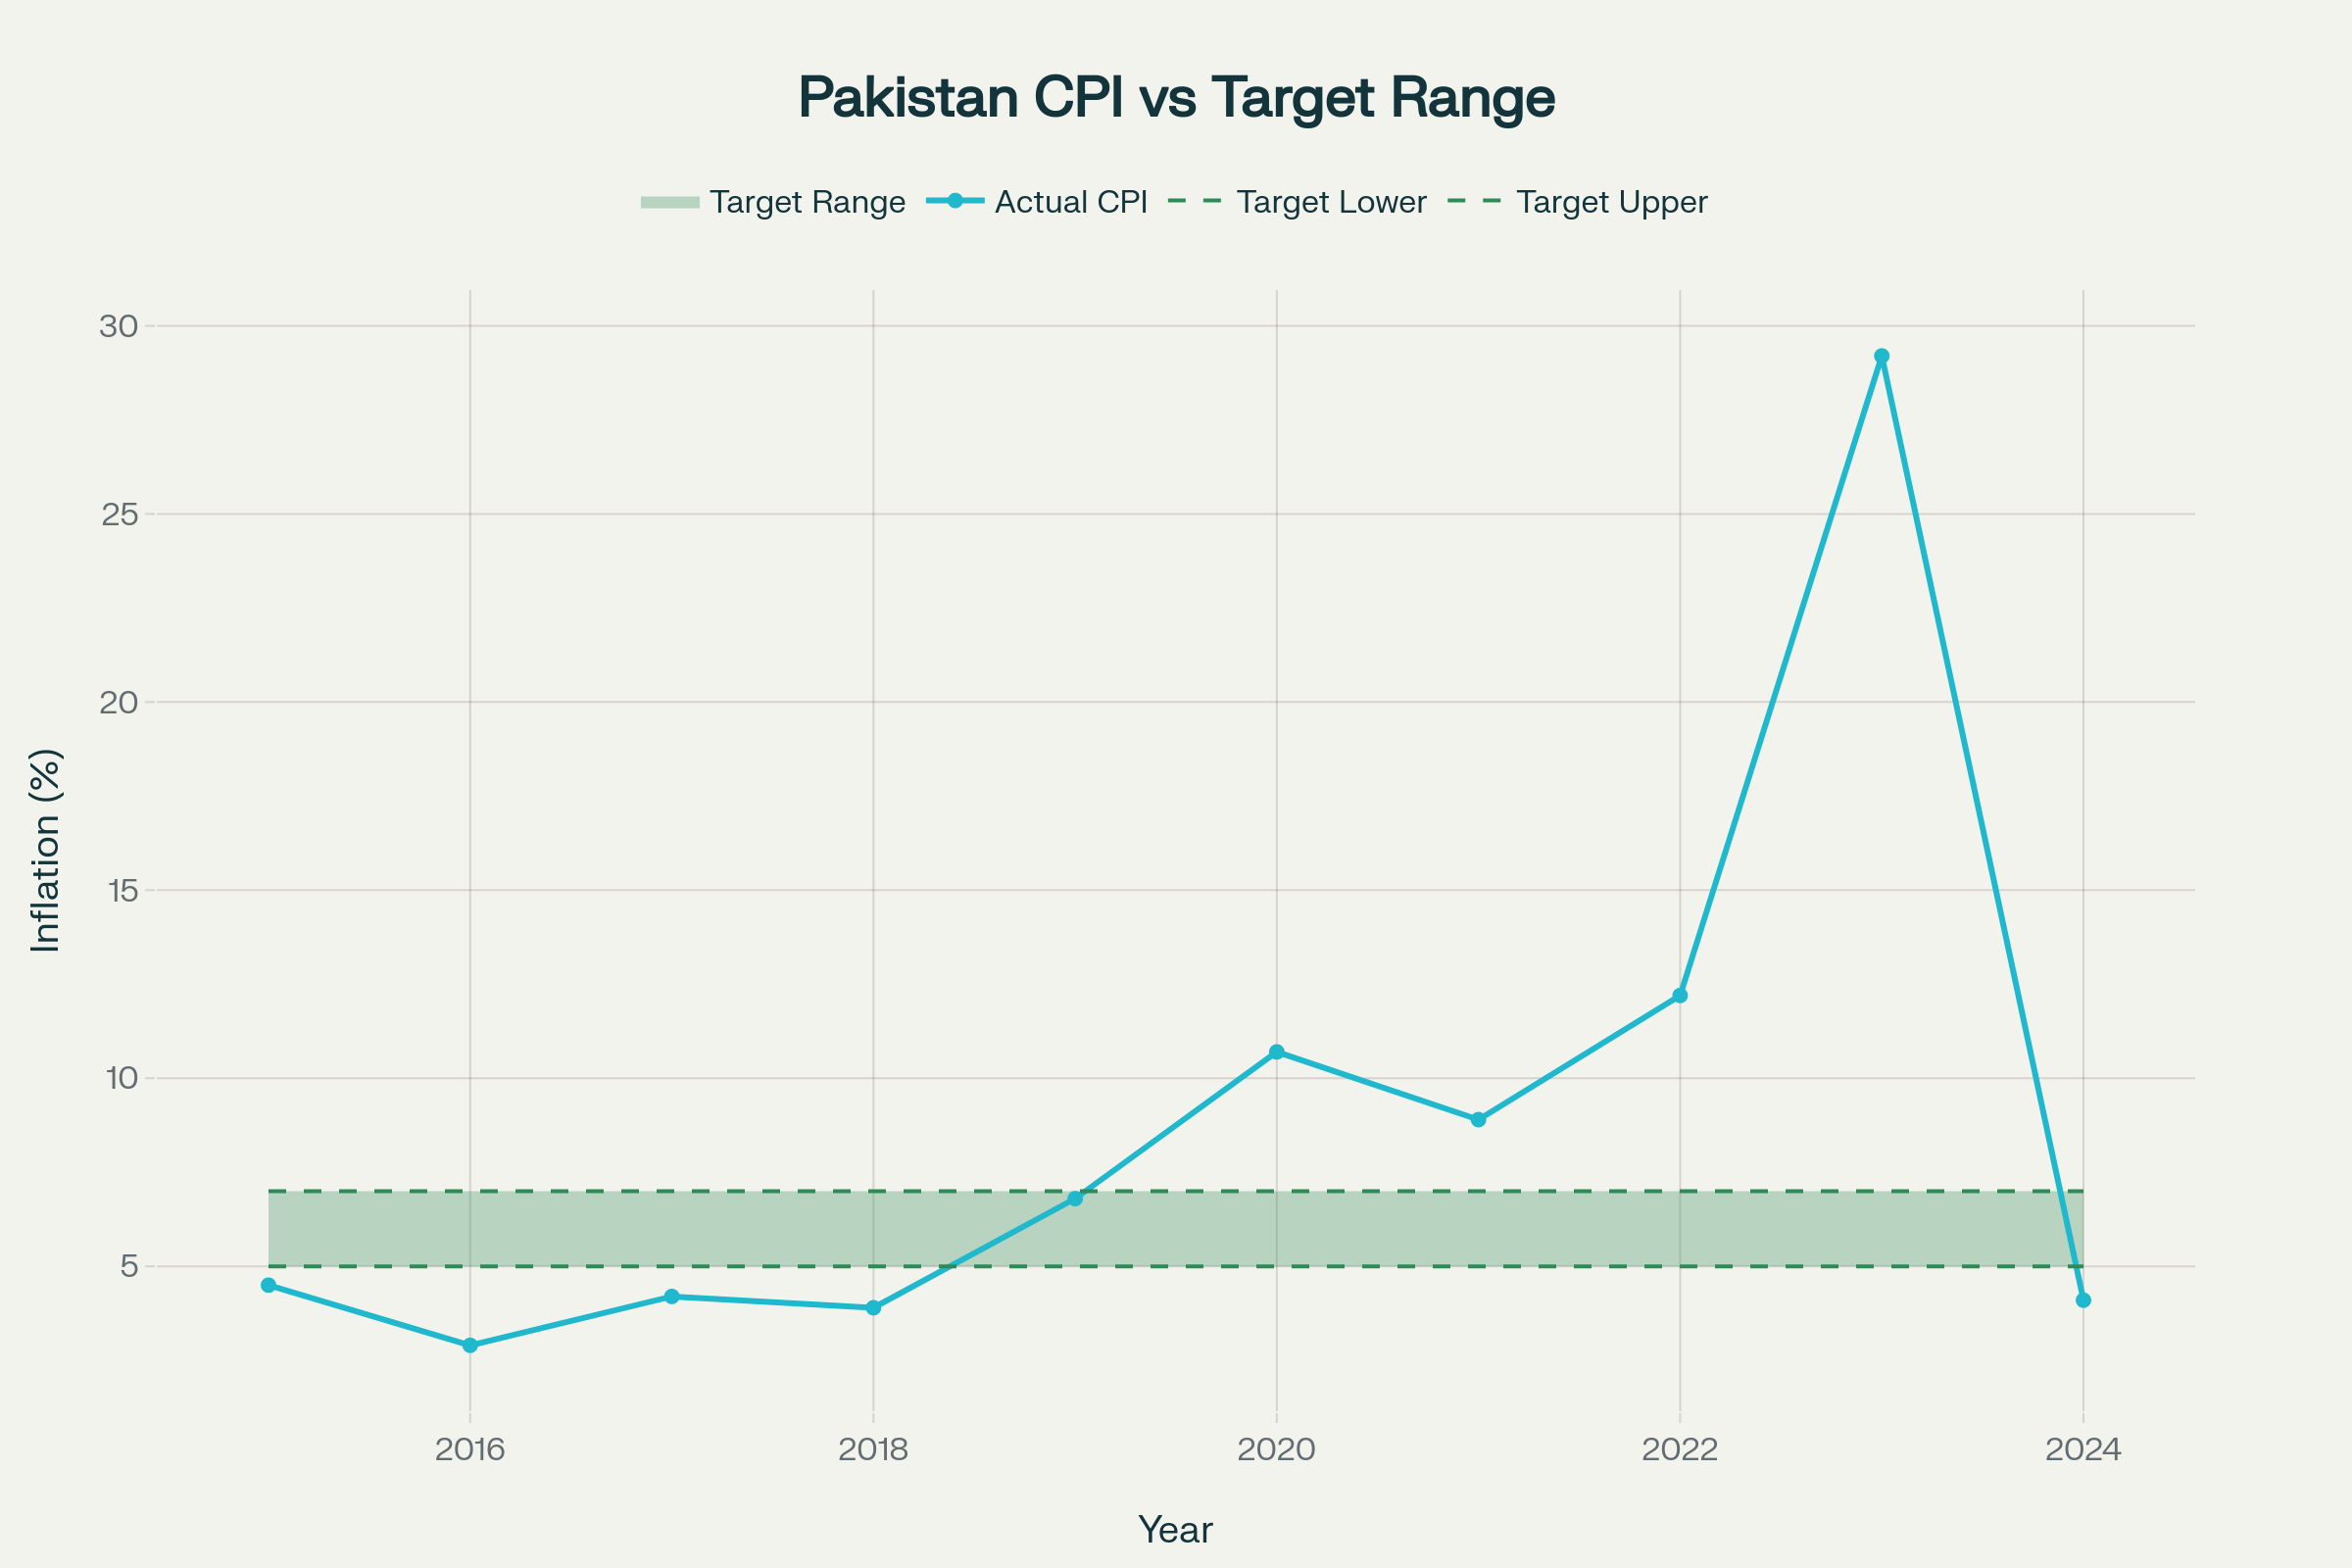 Pakistan CPI vs Target Range
Target Range Actual CPI Target Lower Target Upper
30
25
20
15
10
5
Inflation (%)
2016 2018 2020 2022 2024
Year